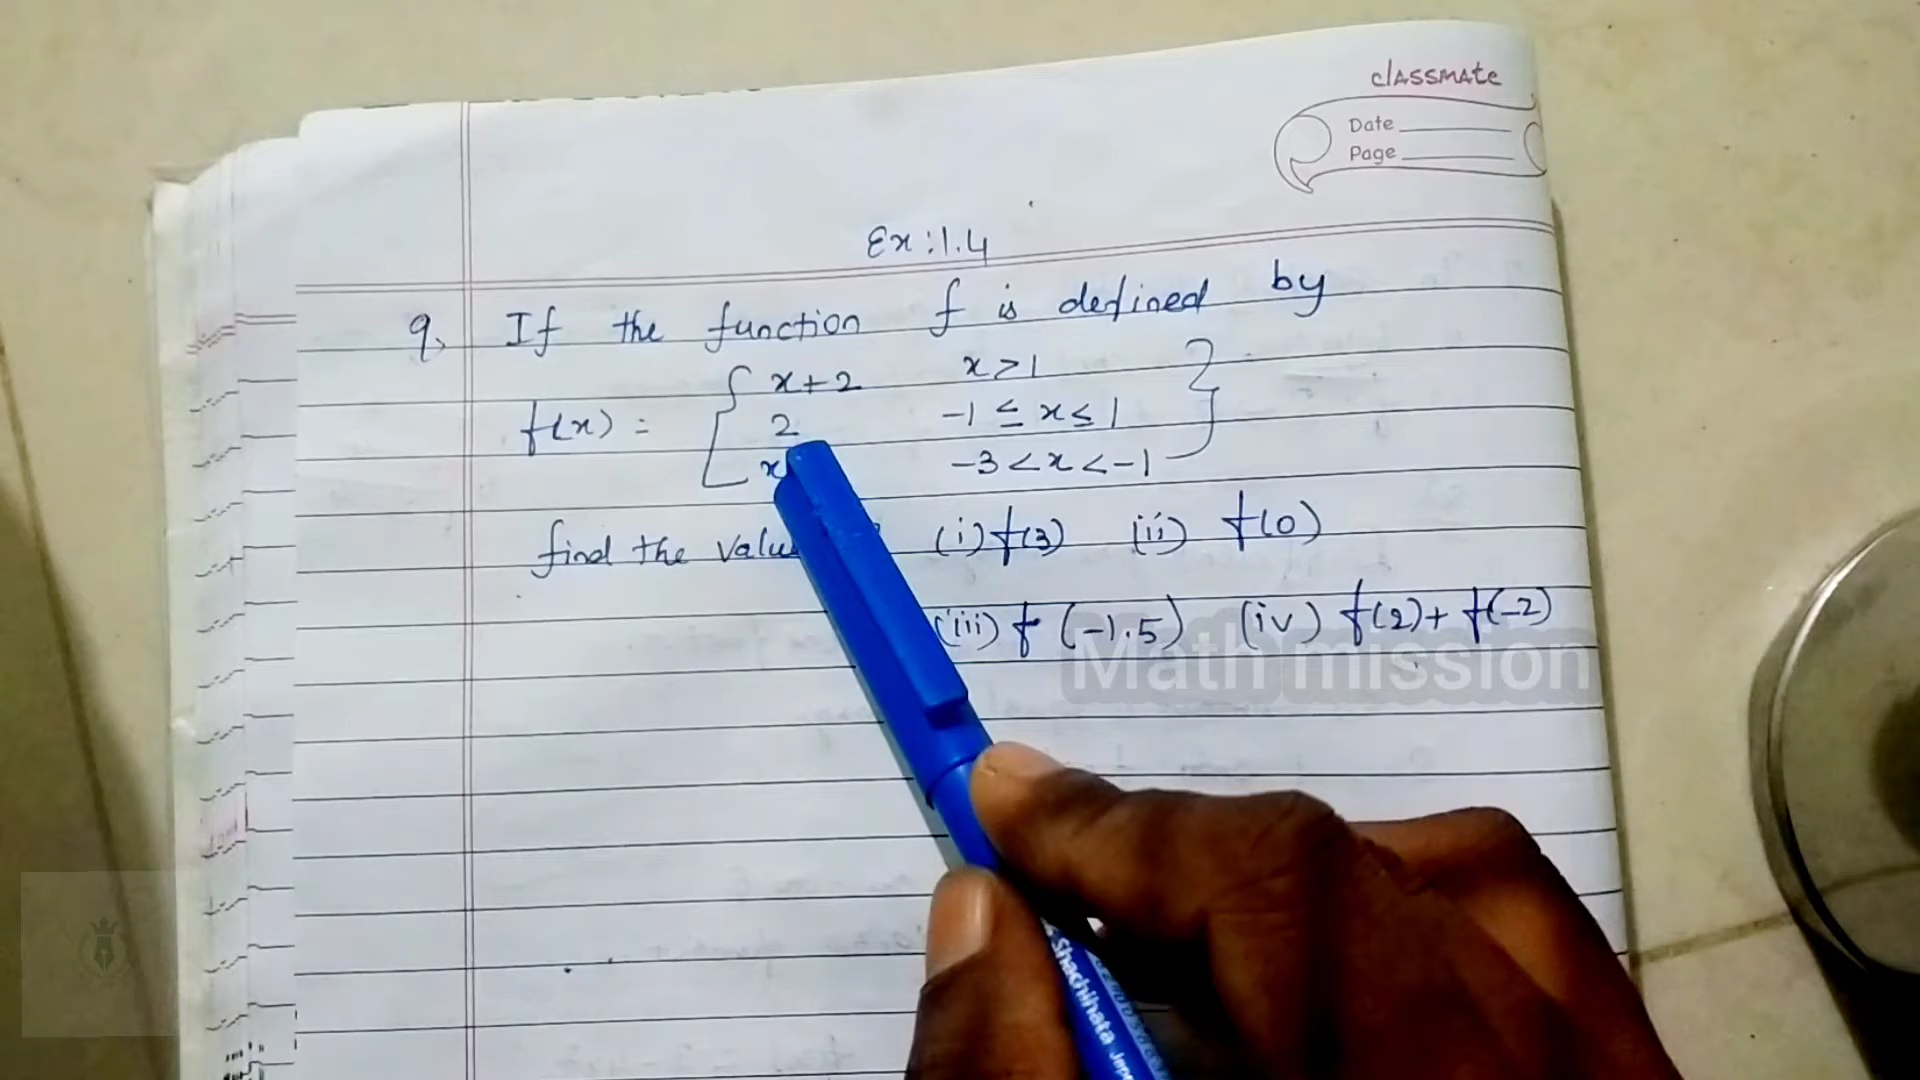 classmate
Date
Page
Ex: 1.4
9, If the function f is defined by
x+2 x>1
f(x) = 2 -1 ≤ x ≤ 1
x -3 < x < -1
find the (i) f(3) (ii) f(0)
(iii) f(-1.5) (iv) f(2) + f(-2)
Math mission
Shachihata